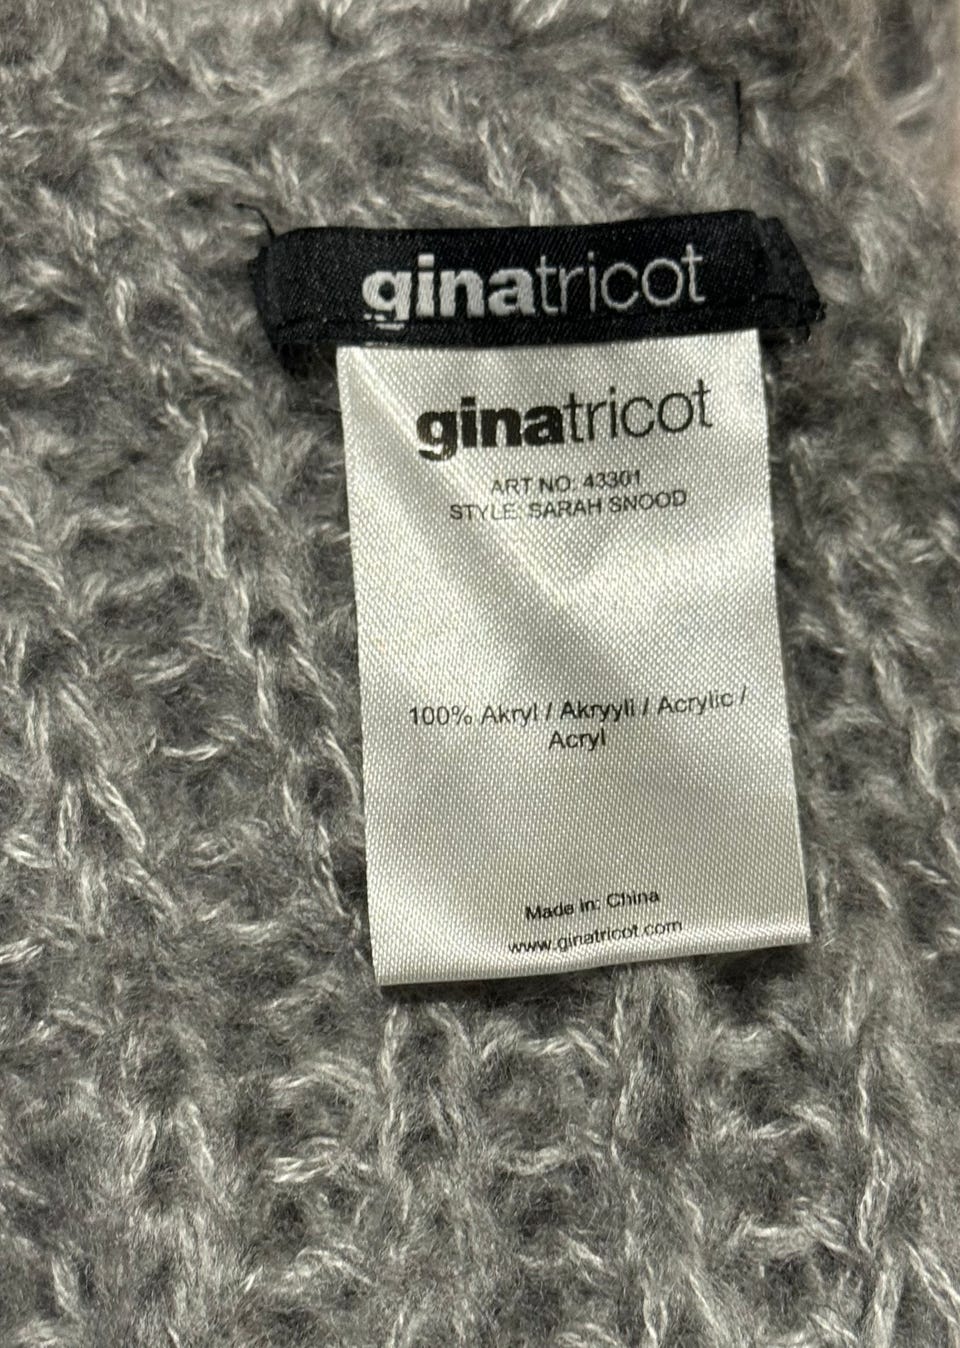 ginatricot
ginatricot
ART NO: 43301
STYLE: SARAH SNOOD
100% Akryl / Akryyli / Acrylic /
Acryl
Made in: China
www.ginatricot.com